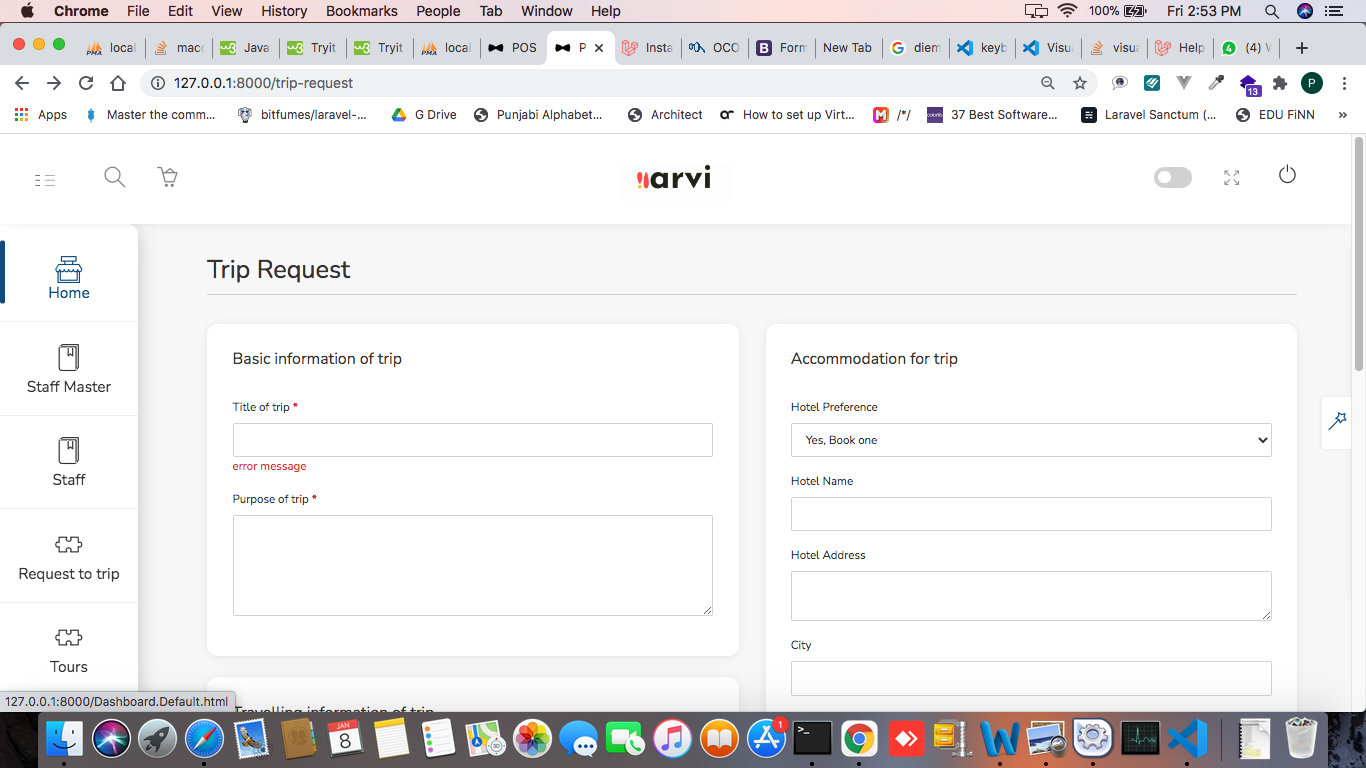 Chrome File Edit View History Bookmarks People Tab Window Help 100% Fri 2:53 PM
local macc Java Tryit Tryit local POS P Insta OCO Form New Tab diem keyb Visu visua Help (4)
127.0.0.1:8000/trip-request
13 P
Apps Master the comm... bitfumes/laravel-... G Drive Punjabi Alphabet... Architect How to set up Virt... /*/ 37 Best Software... Laravel Sanctum (... EDU FiNN »
arvi
Home
Staff Master
Staff
Request to trip
Tours
Trip Request
Basic information of trip
Title of trip *
error message
Purpose of trip *
Accommodation for trip
Hotel Preference
Yes, Book one
Hotel Name
Hotel Address
City
Travelling information of trip
127.0.0.1:8000/Dashboard.Default.html
JAN
8
1